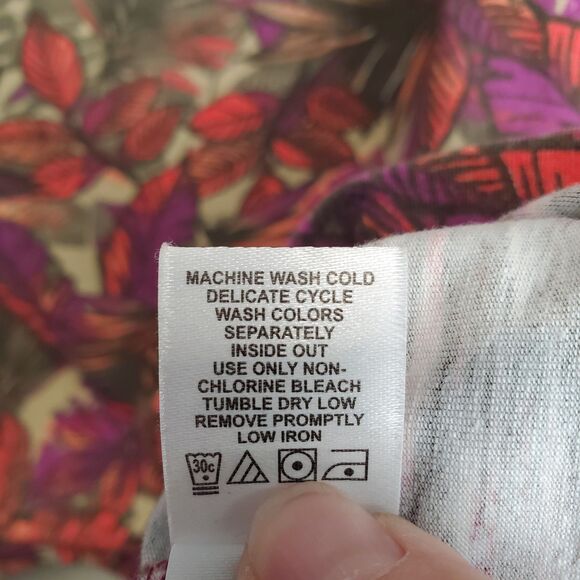 MACHINE WASH COLD
DELICATE CYCLE
WASH COLORS
SEPARATELY
INSIDE OUT
USE ONLY NON-
CHLORINE BLEACH
TUMBLE DRY LOW
REMOVE PROMPTLY
LOW IRON
30c